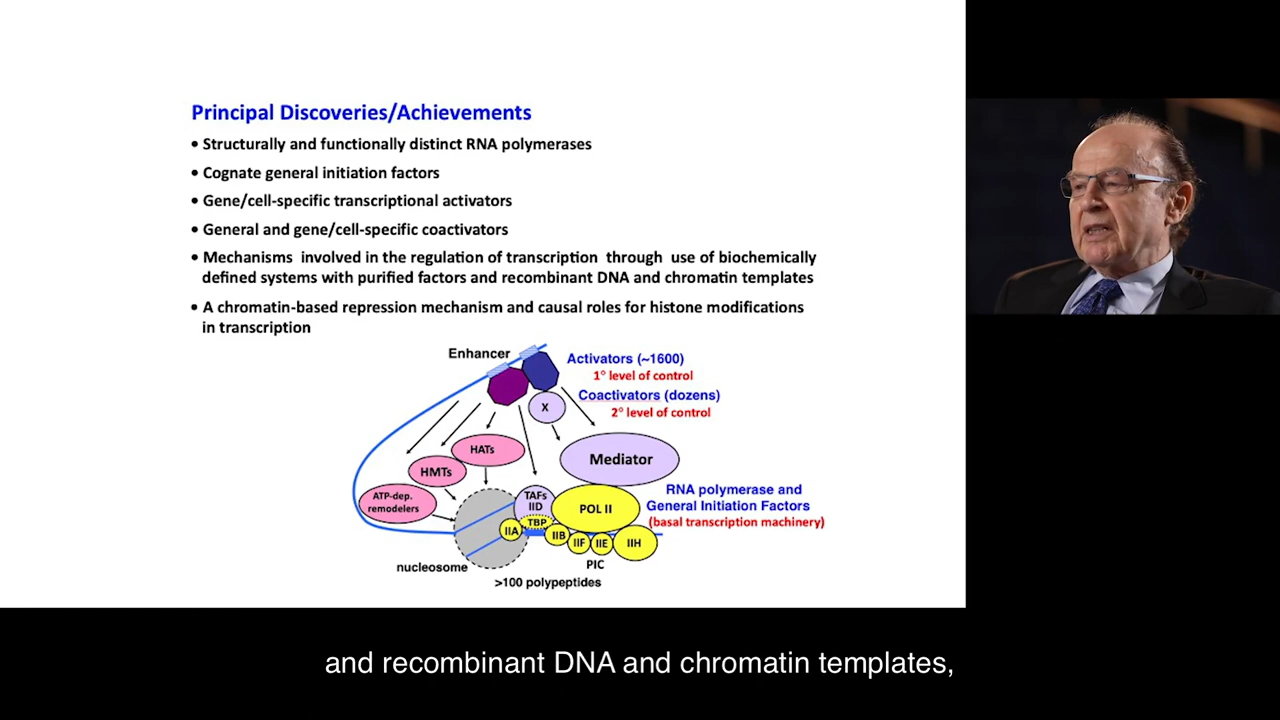 Principal Discoveries/Achievements
• Structurally and functionally distinct RNA polymerases
• Cognate general initiation factors
• Gene/cell-specific transcriptional activators
• General and gene/cell-specific coactivators
• Mechanisms involved in the regulation of transcription through use of biochemically
defined systems with purified factors and recombinant DNA and chromatin templates
• A chromatin-based repression mechanism and causal roles for histone modifications
in transcription
Enhancer
Activators (~1600)
1° level of control
Coactivators (dozens)
2° level of control
X
HATs
Mediator
HMTs
ATP-dep.
remodelers
TAFs
IID
TBP
POL II
RNA polymerase and
General Initiation Factors
(basal transcription machinery)
IIA
IIB
IIF
IIE
IIH
nucleosome
PIC
>100 polypeptides
and recombinant DNA and chromatin templates,